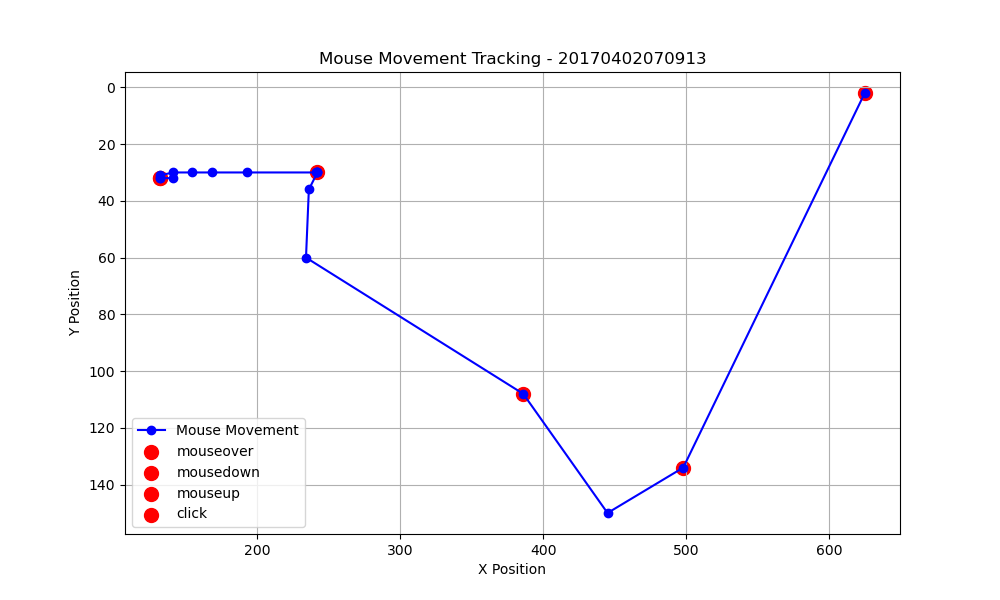 Mouse Movement Tracking - 20170402070913
0
20
40
60
80
100
120
140
Y Position
Mouse Movement
mouseover
mousedown
mouseup
click
200
300
400
500
600
X Position